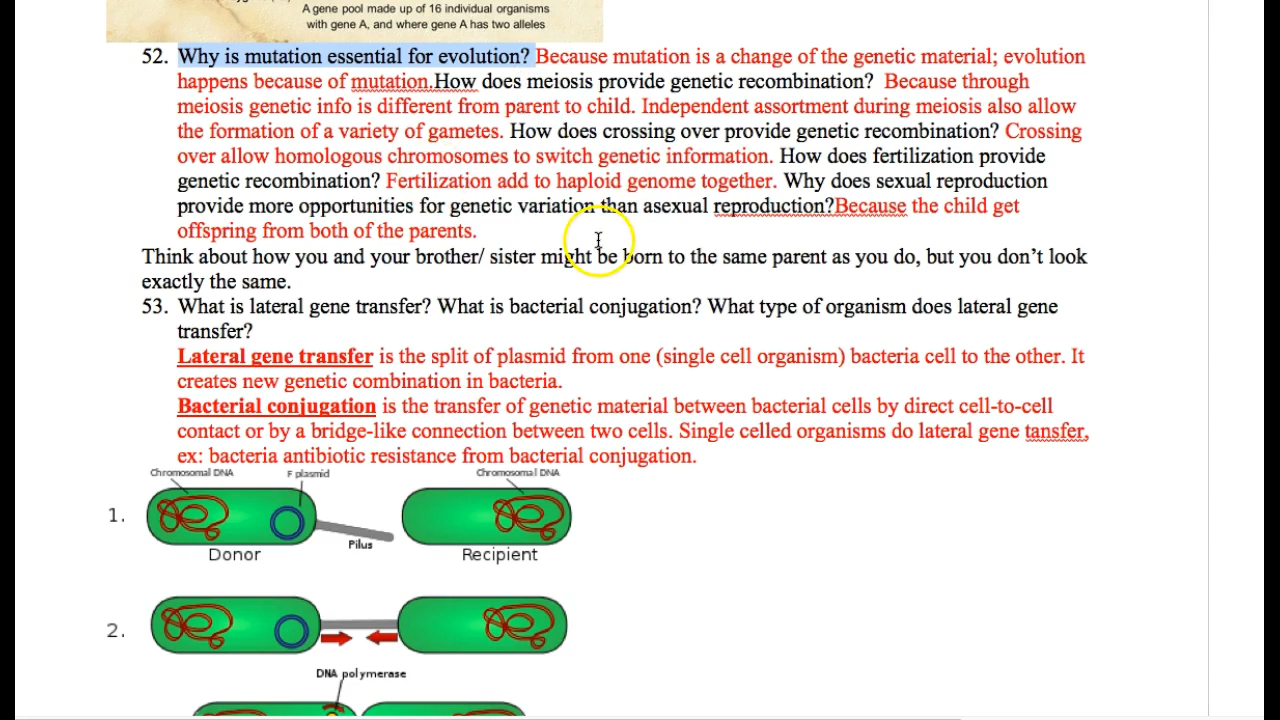 A gene pool made up of 16 individual organisms
with gene A, and where gene A has two alleles
52. Why is mutation essential for evolution? Because mutation is a change of the genetic material; evolution
happens because of mutation.How does meiosis provide genetic recombination?  Because through
meiosis genetic info is different from parent to child. Independent assortment during meiosis also allow
the formation of a variety of gametes. How does crossing over provide genetic recombination? Crossing
over allow homologous chromosomes to switch genetic information. How does fertilization provide
genetic recombination? Fertilization add to haploid genome together. Why does sexual reproduction
provide more opportunities for genetic variation than asexual reproduction?Because the child get
offspring from both of the parents.
Think about how you and your brother/ sister might be born to the same parent as you do, but you don't look
exactly the same.
53. What is lateral gene transfer? What is bacterial conjugation? What type of organism does lateral gene
transfer?
Lateral gene transfer is the split of plasmid from one (single cell organism) bacteria cell to the other. It
creates new genetic combination in bacteria.
Bacterial conjugation is the transfer of genetic material between bacterial cells by direct cell-to-cell
contact or by a bridge-like connection between two cells. Single celled organisms do lateral gene tansfer,
ex: bacteria antibiotic resistance from bacterial conjugation.
Chromosomal DNA F plasmid Chromosomal DNA
1.
Pilus
Donor Recipient
2.
DNA polymerase